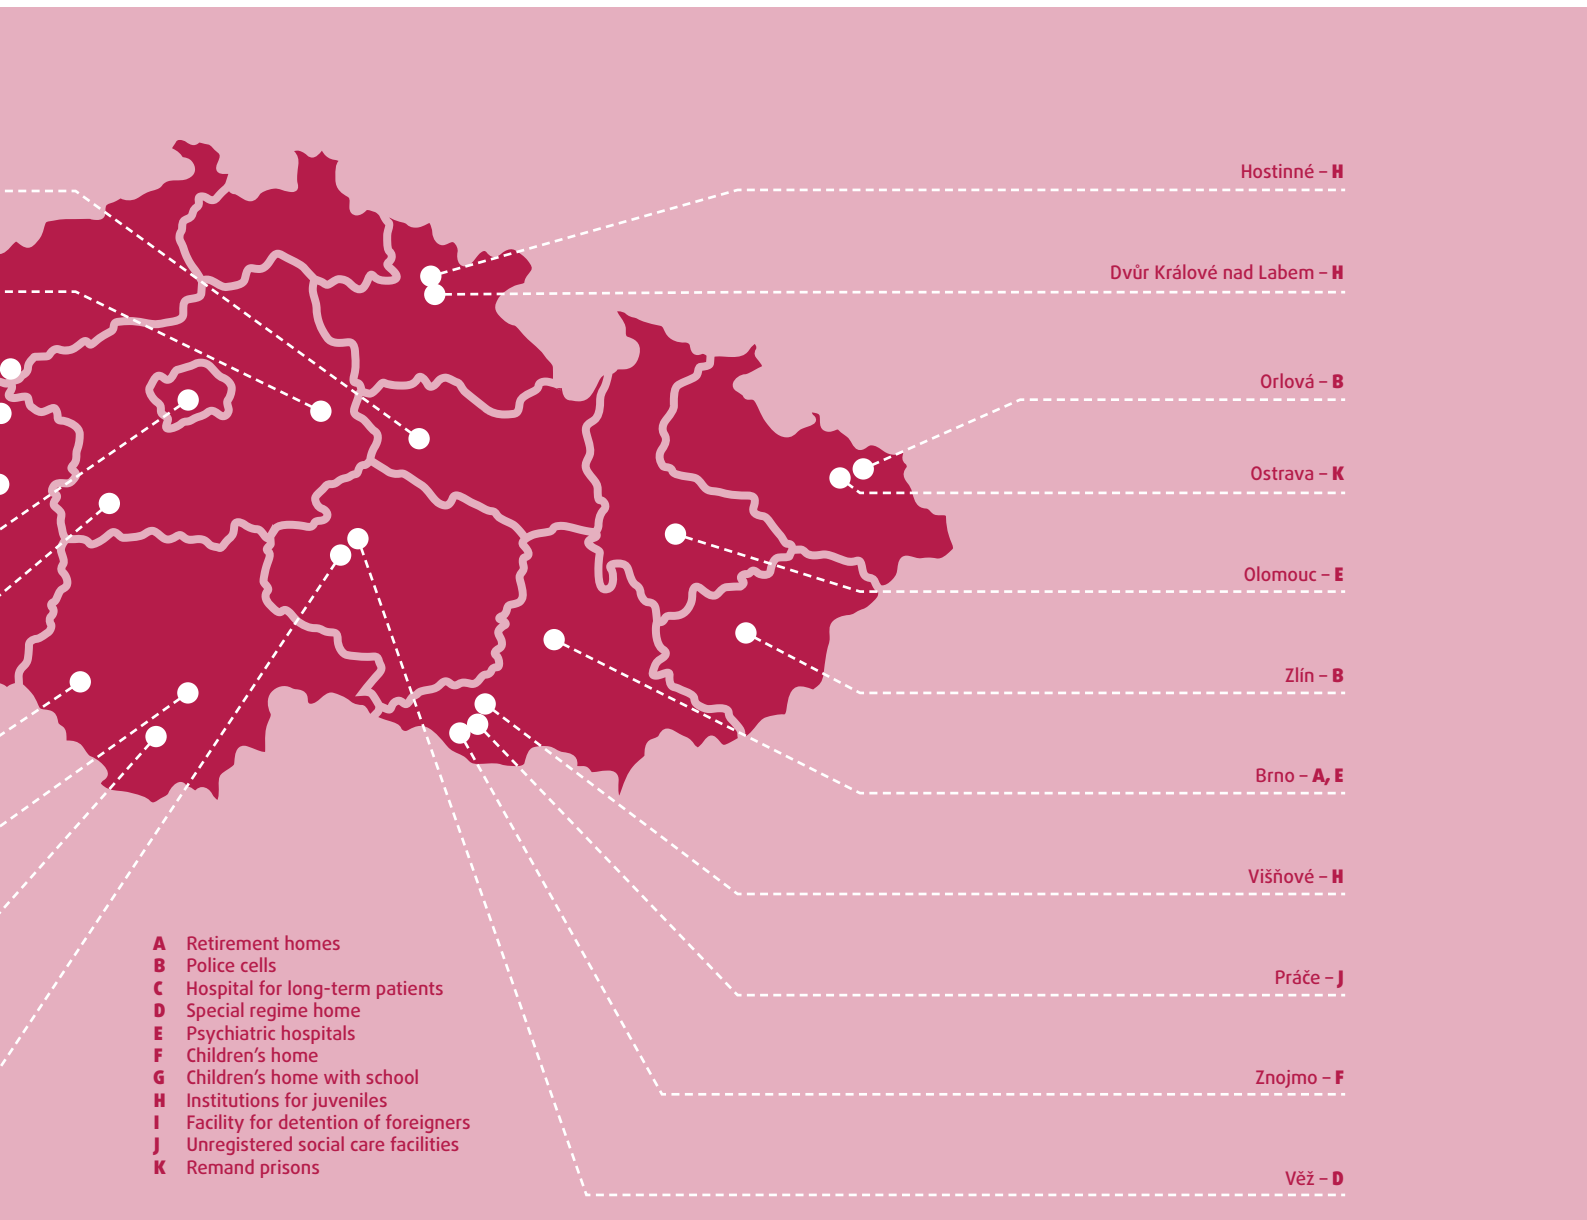 Hostinné – H
Dvůr Králové nad Labem – H
Orlová – B
Ostrava – K
Olomouc – E
Zlín – B
Brno – A, E
Višňové – H
Práče – J
Znojmo – F
Věž – D
A Retirement homes
B Police cells
C Hospital for long-term patients
D Special regime home
E Psychiatric hospitals
F Children’s home
G Children’s home with school
H Institutions for juveniles
I Facility for detention of foreigners
J Unregistered social care facilities
K Remand prisons